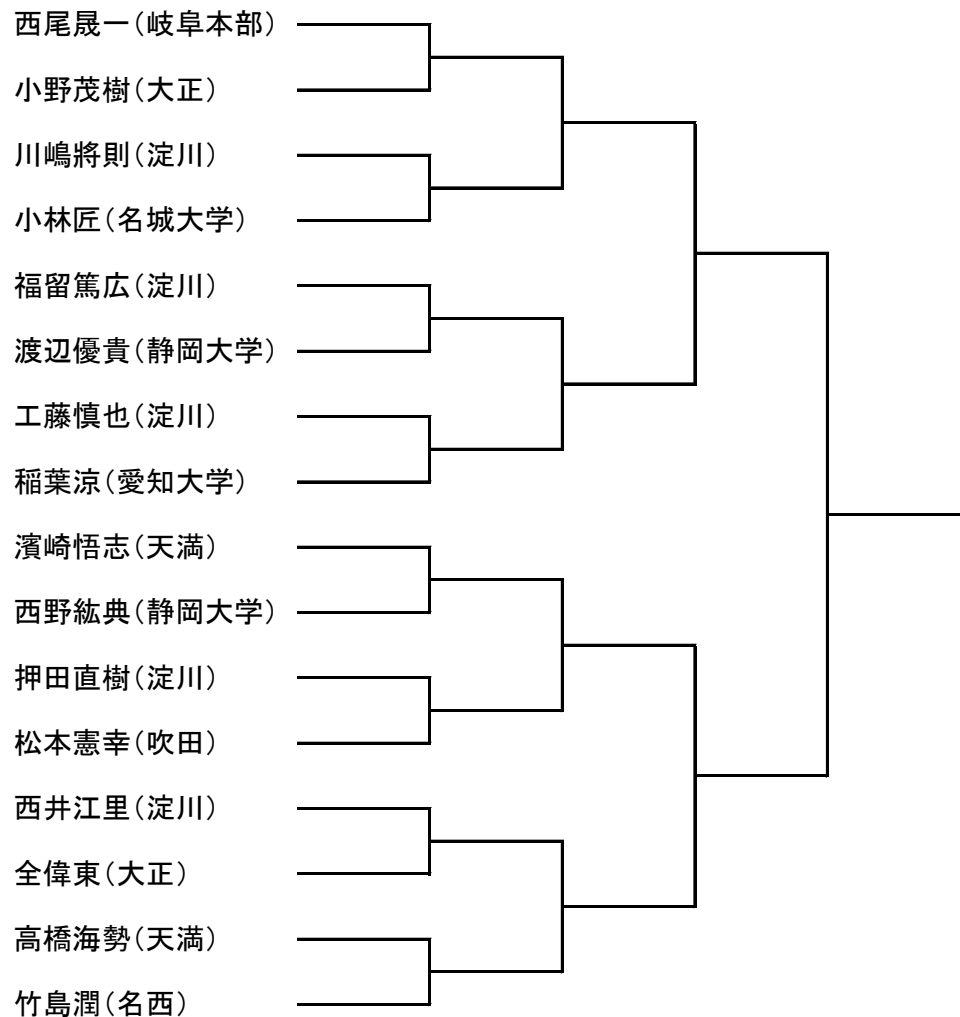 西尾晟一（岐阜本部）
小野茂樹（大正）
川嶋將則（淀川）
小林匠（名城大学）
福留篤広（淀川）
渡辺優貴（静岡大学）
工藤慎也（淀川）
稲葉涼（愛知大学）
濱崎悟志（天満）
西野紘典（静岡大学）
押田直樹（淀川）
松本憲幸（吹田）
西井江里（淀川）
全偉東（大正）
高橋海勢（天満）
竹島潤（名西）